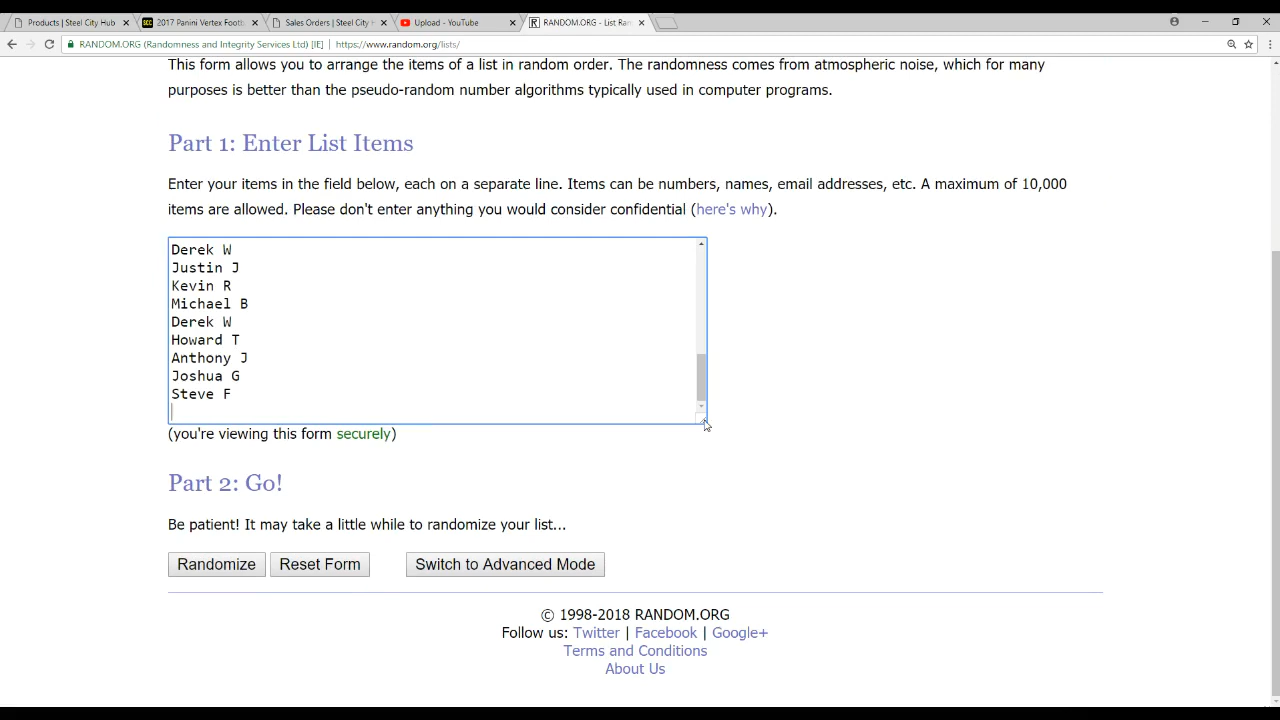 Products | Steel City Hub
SCC 2017 Panini Vertex Footb
Sales Orders | Steel City H
Upload - YouTube
RANDOM.ORG - List Ran
RANDOM.ORG (Randomness and Integrity Services Ltd) [IE] | https://www.random.org/lists/
This form allows you to arrange the items of a list in random order. The randomness comes from atmospheric noise, which for many
purposes is better than the pseudo-random number algorithms typically used in computer programs.
Part 1: Enter List Items
Enter your items in the field below, each on a separate line. Items can be numbers, names, email addresses, etc. A maximum of 10,000
items are allowed. Please don't enter anything you would consider confidential (here's why).
Derek W
Justin J
Kevin R
Michael B
Derek W
Howard T
Anthony J
Joshua G
Steve F
(you're viewing this form securely)
Part 2: Go!
Be patient! It may take a little while to randomize your list...
Randomize Reset Form Switch to Advanced Mode
© 1998-2018 RANDOM.ORG
Follow us: Twitter | Facebook | Google+
Terms and Conditions
About Us